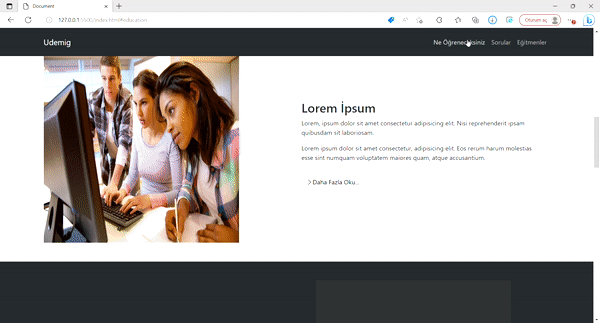 Document
127.0.0.1:5500/index.html#education
Oturum aç
Udemig
Ne Öğreneceksiniz Sorular Eğitmenler
Lorem İpsum
Lorem, ipsum dolor sit amet consectetur adipisicing elit. Nisi reprehenderit ipsam
quibusdam sit laboriosam.
Lorem ipsum dolor sit amet consectetur, adipisicing elit. Eos rerum harum molestias
esse sint numquam voluptatem maiores quam, atque accusantium.
> Daha Fazla Oku...